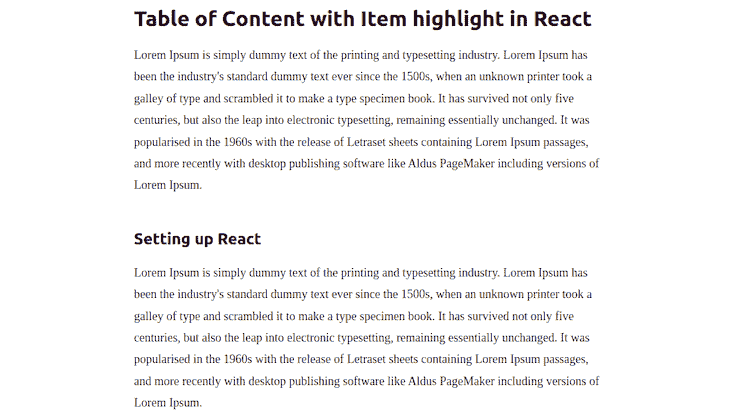 Table of Content with Item highlight in React
Lorem Ipsum is simply dummy text of the printing and typesetting industry. Lorem Ipsum has
been the industry's standard dummy text ever since the 1500s, when an unknown printer took a
galley of type and scrambled it to make a type specimen book. It has survived not only five
centuries, but also the leap into electronic typesetting, remaining essentially unchanged. It was
popularised in the 1960s with the release of Letraset sheets containing Lorem Ipsum passages,
and more recently with desktop publishing software like Aldus PageMaker including versions of
Lorem Ipsum.
Setting up React
Lorem Ipsum is simply dummy text of the printing and typesetting industry. Lorem Ipsum has
been the industry's standard dummy text ever since the 1500s, when an unknown printer took a
galley of type and scrambled it to make a type specimen book. It has survived not only five
centuries, but also the leap into electronic typesetting, remaining essentially unchanged. It was
popularised in the 1960s with the release of Letraset sheets containing Lorem Ipsum passages,
and more recently with desktop publishing software like Aldus PageMaker including versions of
Lorem Ipsum.